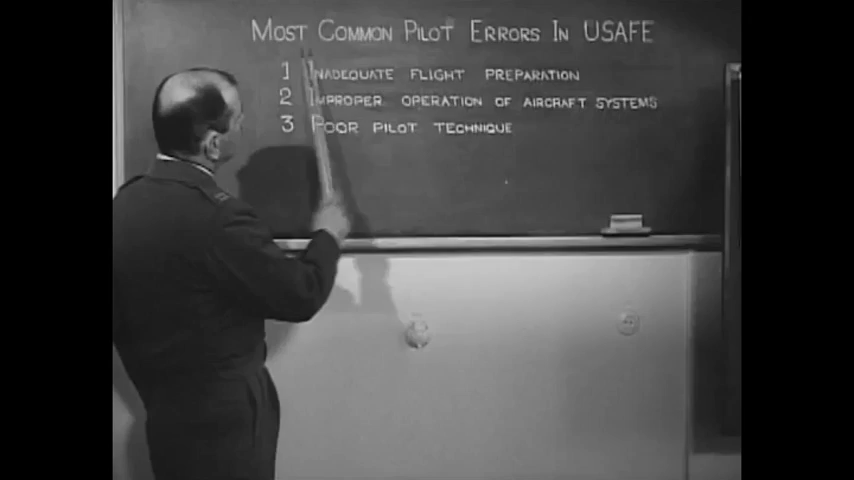 Most Common Pilot Errors In USAFE
1 Inadequate flight preparation
2 Improper operation of aircraft systems
3 Poor pilot technique